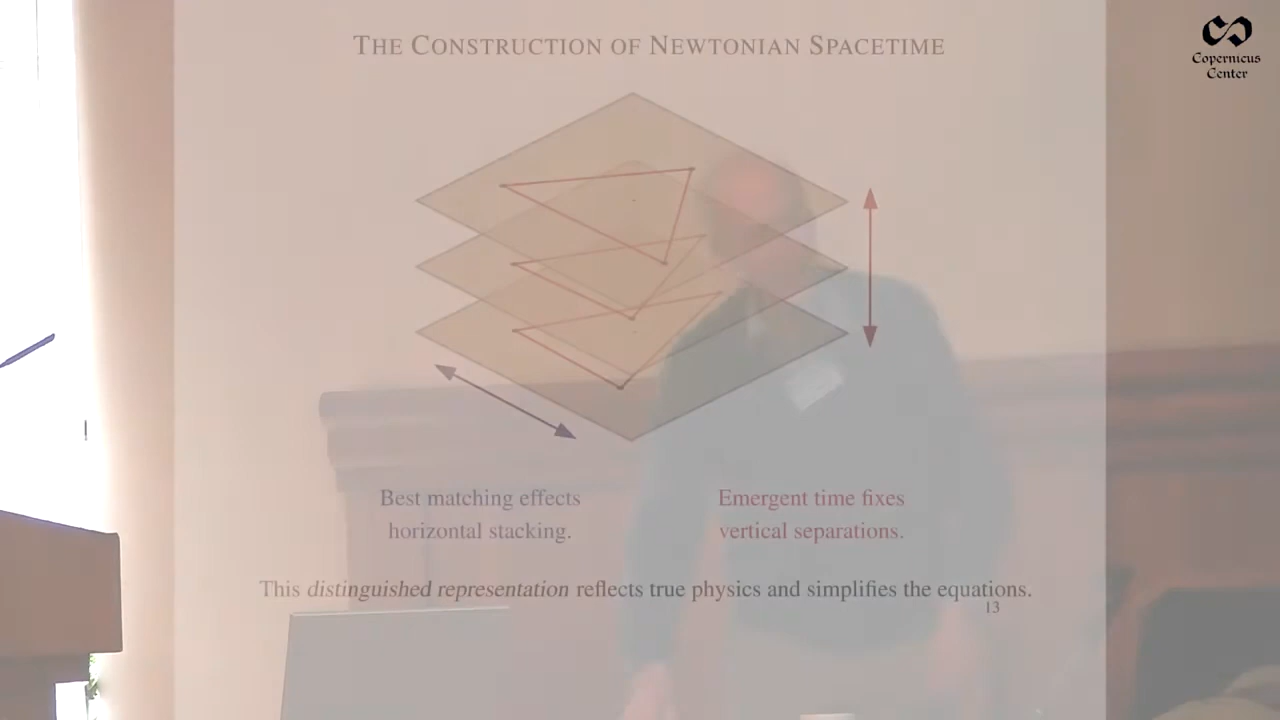 THE CONSTRUCTION OF NEWTONIAN SPACETIME
Copernicus
Center
Best matching effects
horizontal stacking.
Emergent time fixes
vertical separations.
This distinguished representation reflects true physics and simplifies the equations.
13